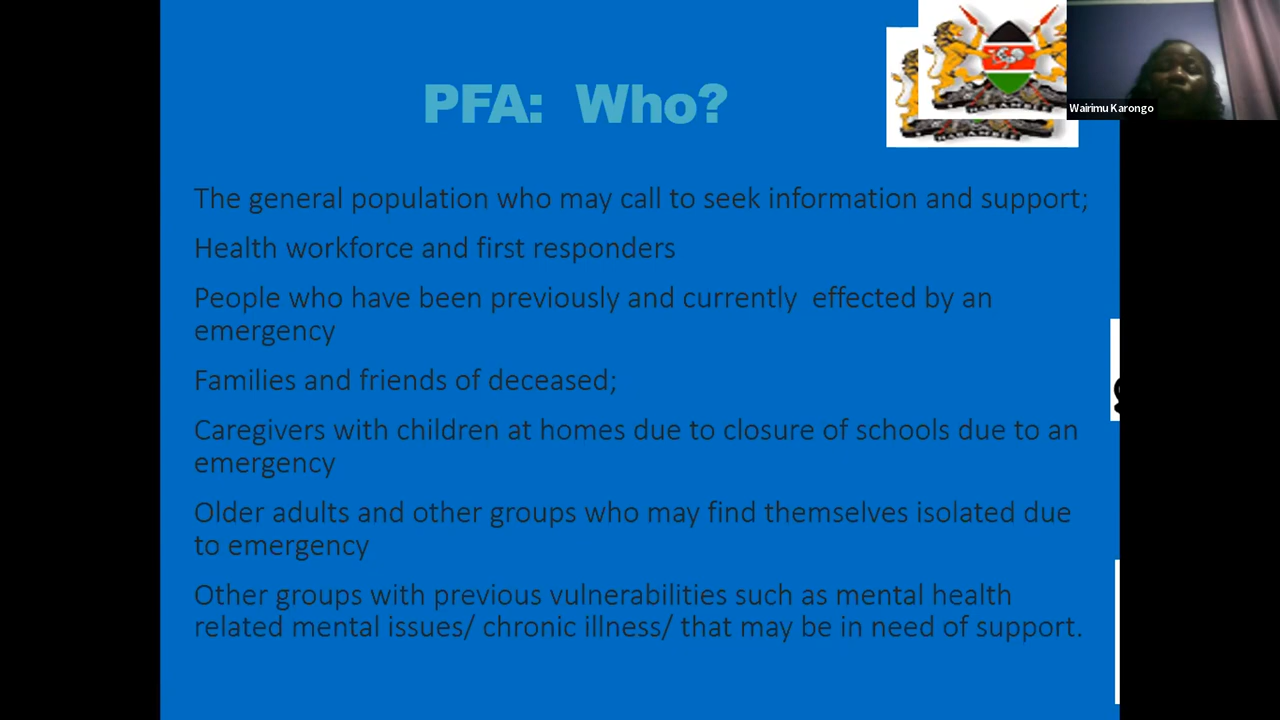 PFA: Who?
Wairimu Karongo
HARAMBEE
The general population who may call to seek information and support;
Health workforce and first responders
People who have been previously and currently effected by an
emergency
Families and friends of deceased;
Caregivers with children at homes due to closure of schools due to an
emergency
Older adults and other groups who may find themselves isolated due
to emergency
Other groups with previous vulnerabilities such as mental health
related mental issues/ chronic illness/ that may be in need of support.